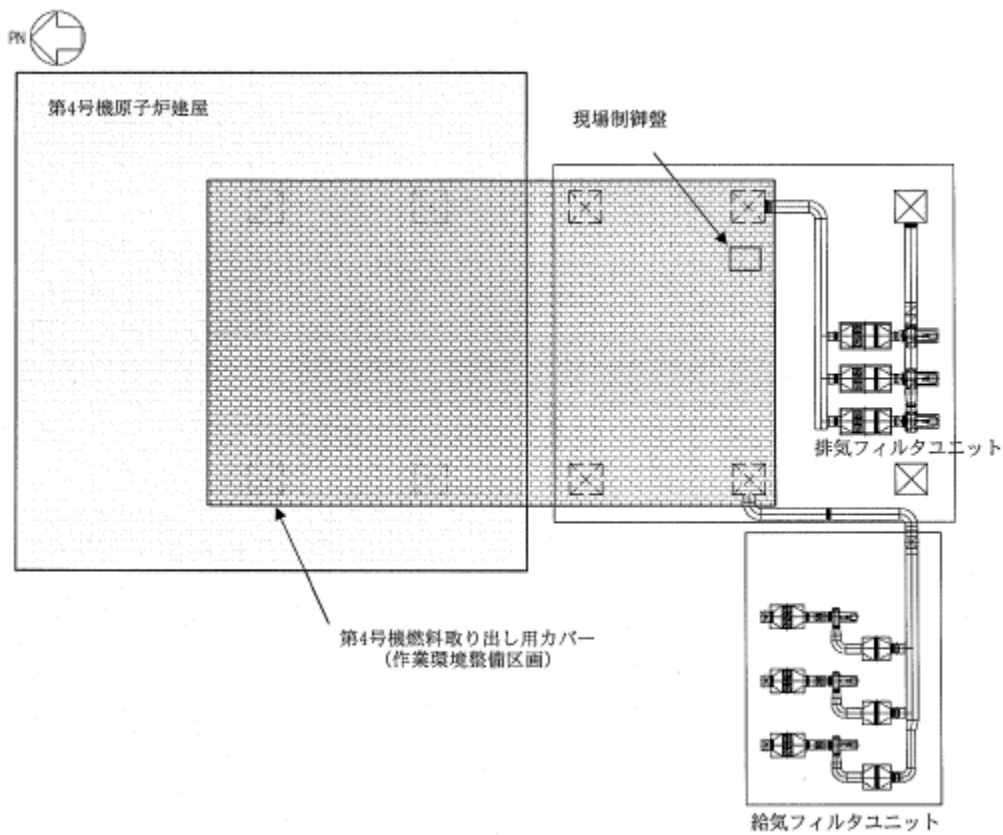 PN
第4号機原子炉建屋
現場制御盤
排気フィルタユニット
第4号機燃料取り出し用カバー
(作業環境整備区画)
給気フィルタユニット